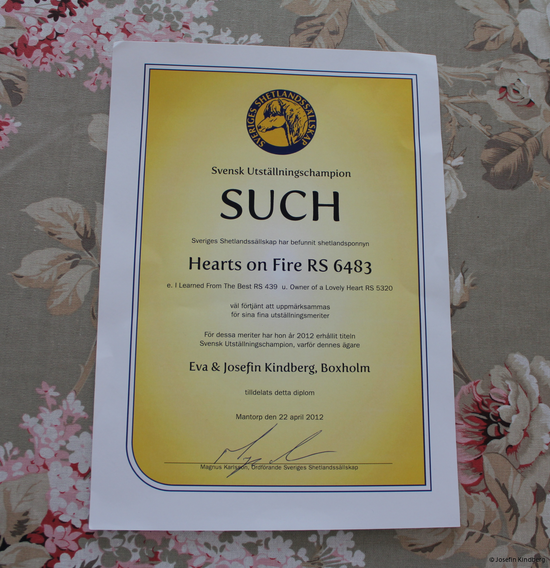 SVERIGES SHETLANDSSÄLLSKAP
Svensk Utställningschampion
SUCH
Sveriges Shetlandssällskap har befunnit shetlandsponnyn
Hearts on Fire RS 6483
e. I Learned From The Best RS 439 u. Owner of a Lovely Heart RS 5320
väl förtjänt att uppmärksammas
för sina fina utställningsmeriter
För dessa meriter har hon år 2012 erhållit titeln
Svensk Utställningschampion, varför dennes ägare
Eva & Josefin Kindberg, Boxholm
tilldelats detta diplom
Mantorp den 22 april 2012
Magnus Karlsson, Ordförande Sveriges Shetlandssällskap
© Josefin Kindberg